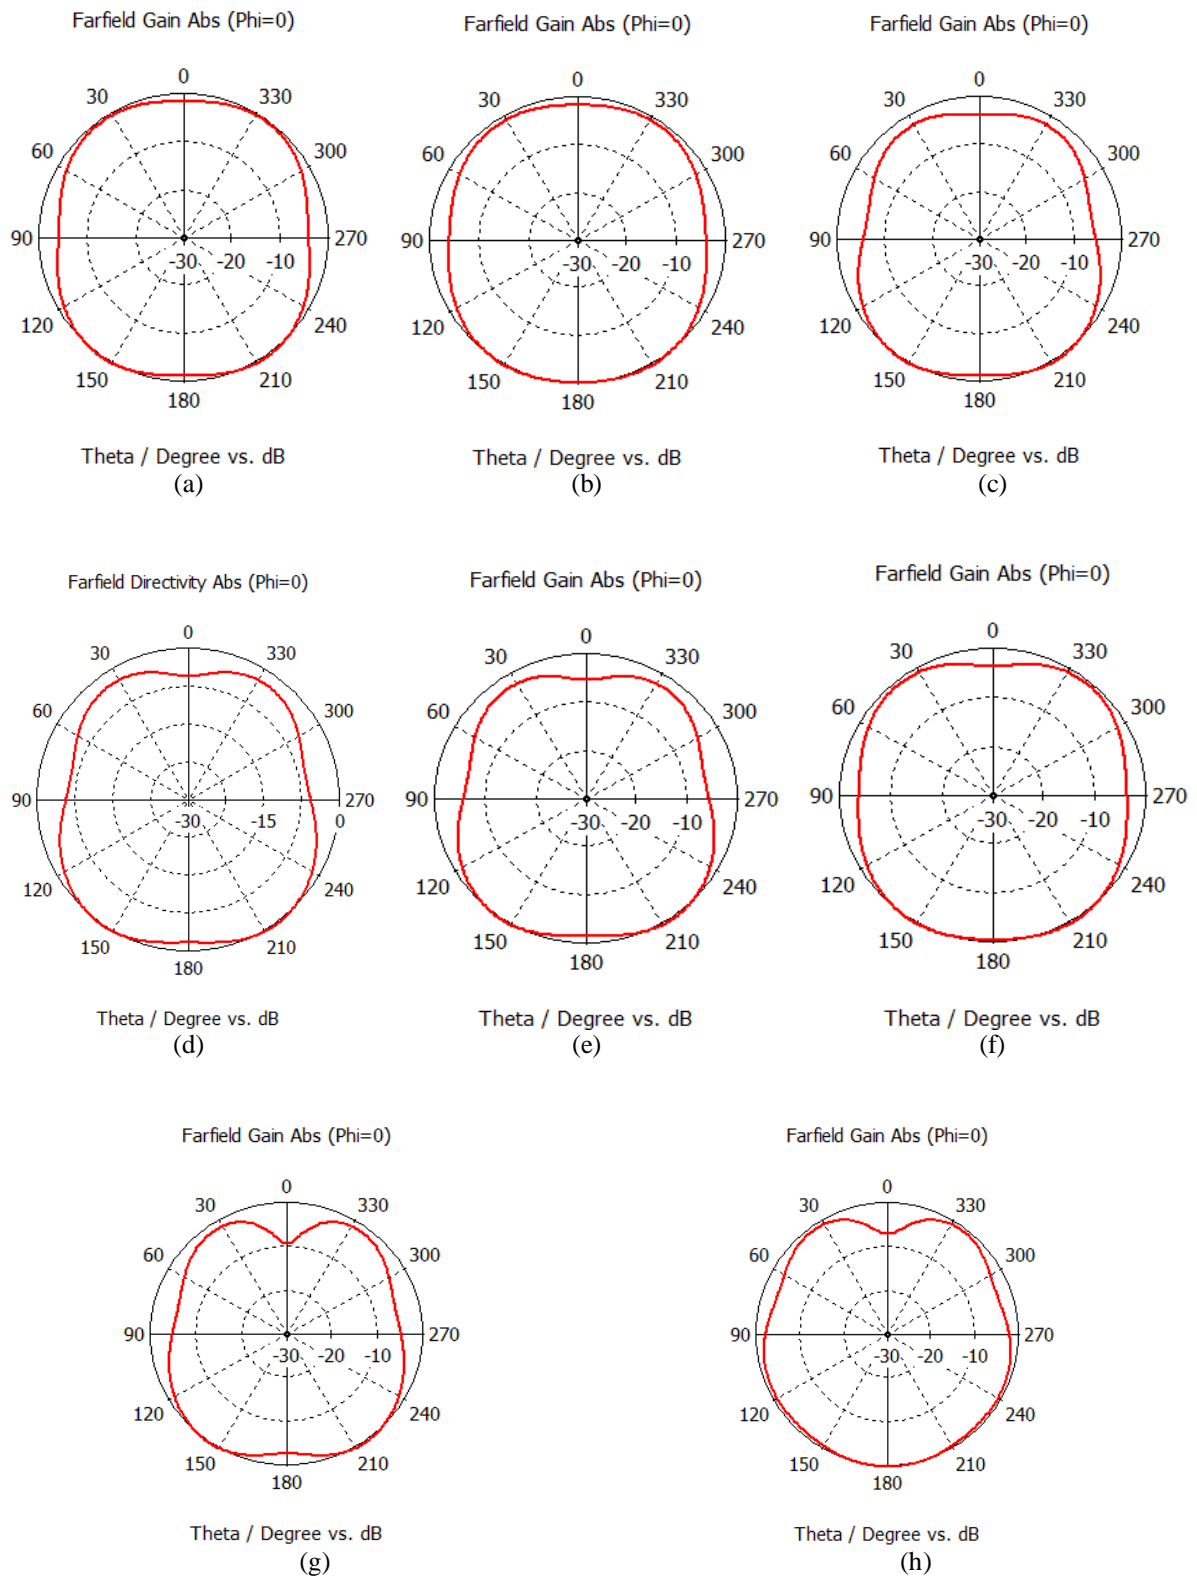 Farfield Gain Abs (Phi=0)
0
30 330
60 300
90 270
-30 -20 -10
120 240
150 210
180
Theta / Degree vs. dB
(a)
Farfield Gain Abs (Phi=0)
0
30 330
60 300
90 270
-30 -20 -10
120 240
150 210
180
Theta / Degree vs. dB
(b)
Farfield Gain Abs (Phi=0)
0
30 330
60 300
90 270
-30 -20 -10
120 240
150 210
180
Theta / Degree vs. dB
(c)
Farfield Directivity Abs (Phi=0)
0
30 330
60 300
90 270
-30 -15 0
120 240
150 210
180
Theta / Degree vs. dB
(d)
Farfield Gain Abs (Phi=0)
0
30 330
60 300
90 270
-30 -20 -10
120 240
150 210
180
Theta / Degree vs. dB
(e)
Farfield Gain Abs (Phi=0)
0
30 330
60 300
90 270
-30 -20 -10
120 240
150 210
180
Theta / Degree vs. dB
(f)
Farfield Gain Abs (Phi=0)
0
30 330
60 300
90 270
-30 -20 -10
120 240
150 210
180
Theta / Degree vs. dB
(g)
Farfield Gain Abs (Phi=0)
0
30 330
60 300
90 270
-30 -20 -10
120 240
150 210
180
Theta / Degree vs. dB
(h)